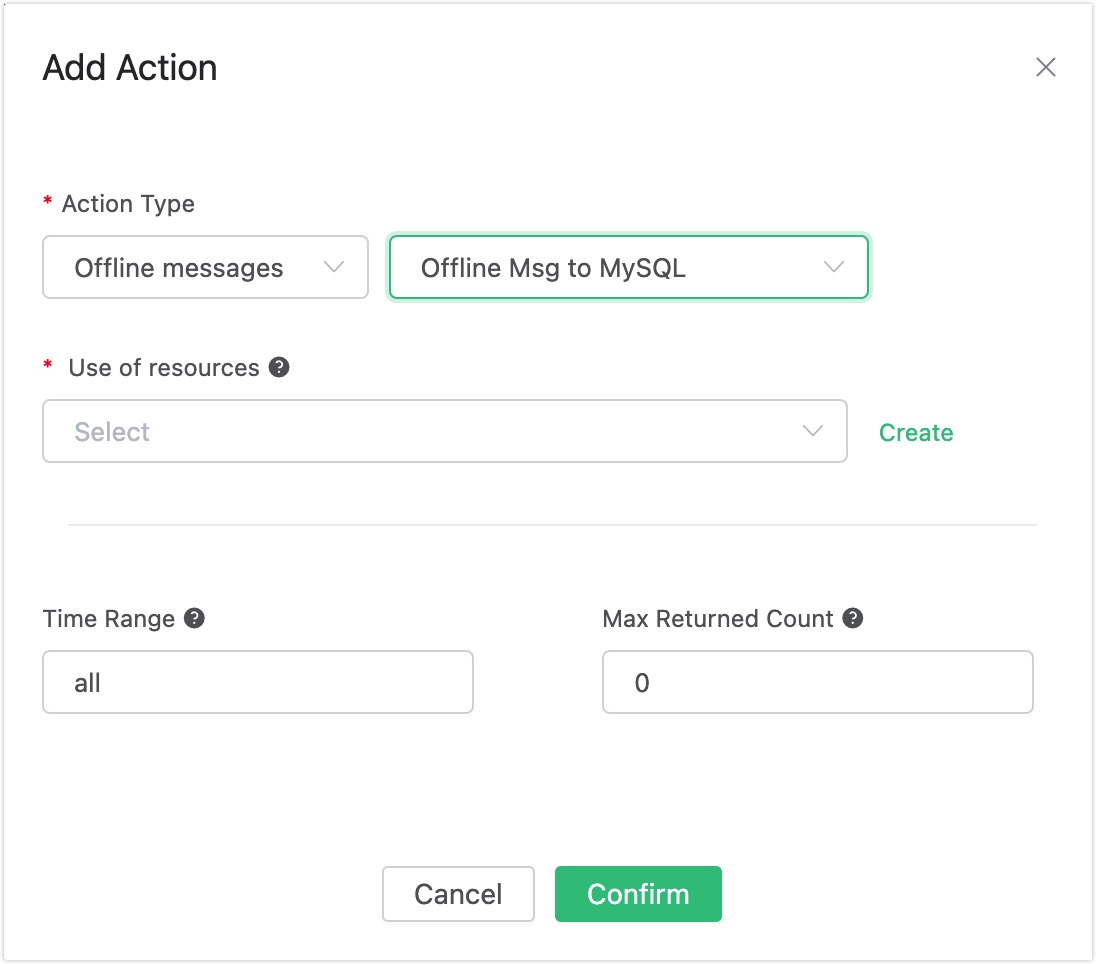 Add Action
* Action Type
Offline messages
Offline Msg to MySQL
* Use of resources ?
Select
Create
Time Range ?
Max Returned Count ?
all
0
Cancel
Confirm